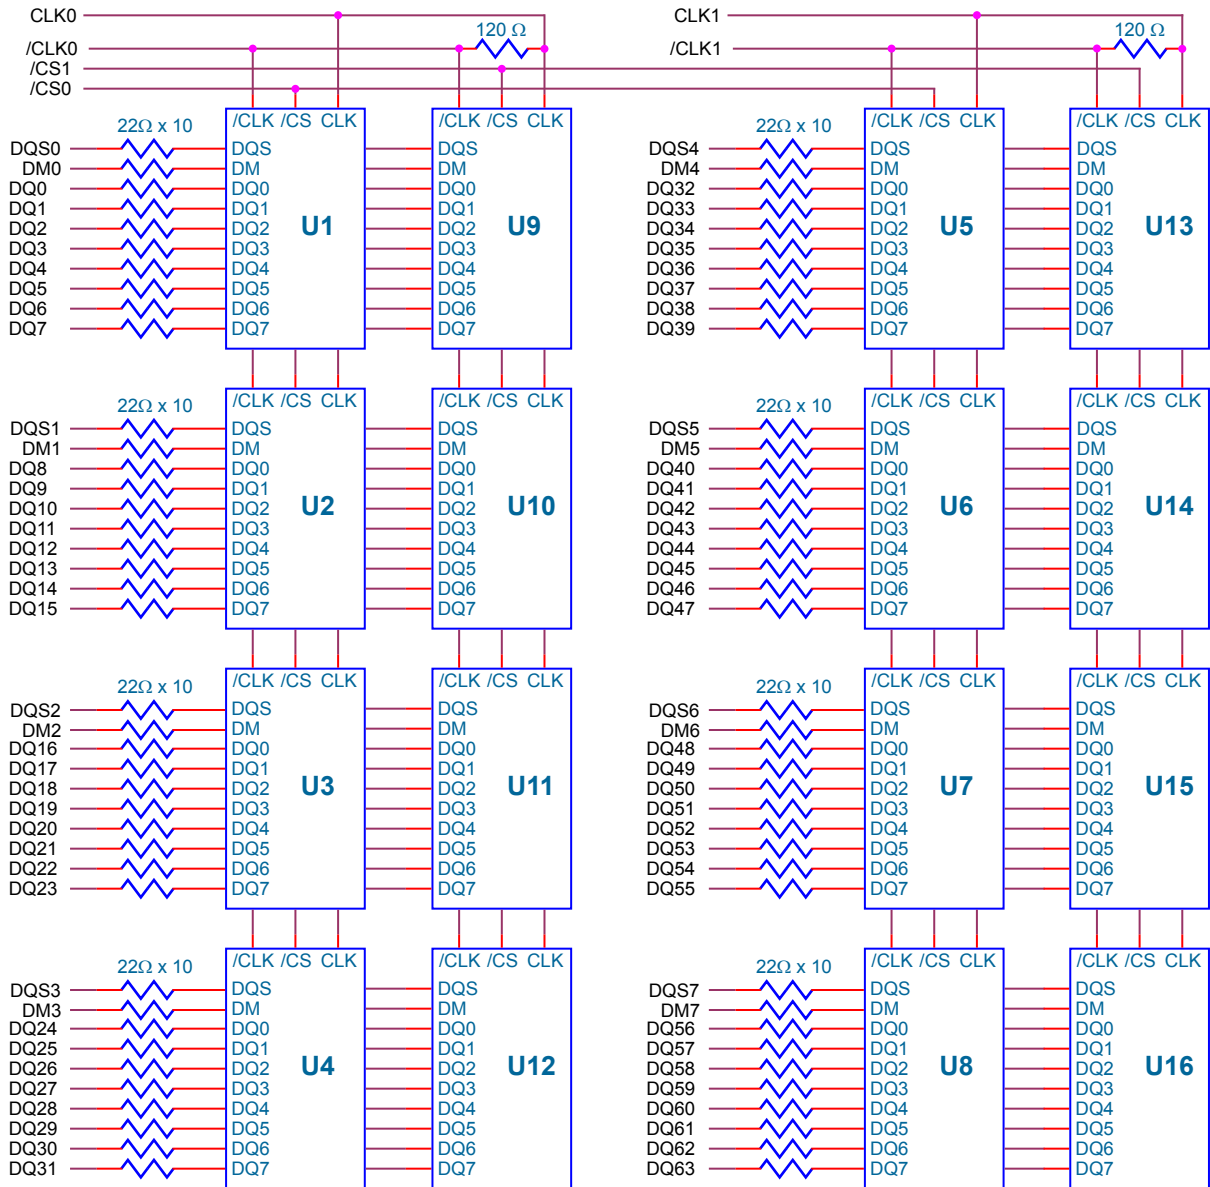 CLK0 CLK1
120 Ω 120 Ω
/CLK0 /CLK1
/CS1
/CS0
22Ω x 10 /CLK /CS CLK /CLK /CS CLK 22Ω x 10 /CLK /CS CLK /CLK /CS CLK
DQS0 DQS DQS DQS4 DQS DQS
DM0 DM DM DM4 DM DM
DQ0 DQ0 DQ0 DQ32 DQ0 DQ0
DQ1 DQ1 DQ1 DQ33 DQ1 DQ1
DQ2 DQ2 U1 DQ2 U9 DQ34 DQ2 U5 DQ2 U13
DQ3 DQ3 DQ3 DQ35 DQ3 DQ3
DQ4 DQ4 DQ4 DQ36 DQ4 DQ4
DQ5 DQ5 DQ5 DQ37 DQ5 DQ5
DQ6 DQ6 DQ6 DQ38 DQ6 DQ6
DQ7 DQ7 DQ7 DQ39 DQ7 DQ7
22Ω x 10 /CLK /CS CLK /CLK /CS CLK 22Ω x 10 /CLK /CS CLK /CLK /CS CLK
DQS1 DQS DQS DQS5 DQS DQS
DM1 DM DM DM5 DM DM
DQ8 DQ0 DQ0 DQ40 DQ0 DQ0
DQ9 DQ1 DQ1 DQ41 DQ1 DQ1
DQ10 DQ2 U2 DQ2 U10 DQ42 DQ2 U6 DQ2 U14
DQ11 DQ3 DQ3 DQ43 DQ3 DQ3
DQ12 DQ4 DQ4 DQ44 DQ4 DQ4
DQ13 DQ5 DQ5 DQ45 DQ5 DQ5
DQ14 DQ6 DQ6 DQ46 DQ6 DQ6
DQ15 DQ7 DQ7 DQ47 DQ7 DQ7
22Ω x 10 /CLK /CS CLK /CLK /CS CLK 22Ω x 10 /CLK /CS CLK /CLK /CS CLK
DQS2 DQS DQS DQS6 DQS DQS
DM2 DM DM DM6 DM DM
DQ16 DQ0 DQ0 DQ48 DQ0 DQ0
DQ17 DQ1 DQ1 DQ49 DQ1 DQ1
DQ18 DQ2 U3 DQ2 U11 DQ50 DQ2 U7 DQ2 U15
DQ19 DQ3 DQ3 DQ51 DQ3 DQ3
DQ20 DQ4 DQ4 DQ52 DQ4 DQ4
DQ21 DQ5 DQ5 DQ53 DQ5 DQ5
DQ22 DQ6 DQ6 DQ54 DQ6 DQ6
DQ23 DQ7 DQ7 DQ55 DQ7 DQ7
22Ω x 10 /CLK /CS CLK /CLK /CS CLK 22Ω x 10 /CLK /CS CLK /CLK /CS CLK
DQS3 DQS DQS DQS7 DQS DQS
DM3 DM DM DM7 DM DM
DQ24 DQ0 DQ0 DQ56 DQ0 DQ0
DQ25 DQ1 DQ1 DQ57 DQ1 DQ1
DQ26 DQ2 U4 DQ2 U12 DQ58 DQ2 U8 DQ2 U16
DQ27 DQ3 DQ3 DQ59 DQ3 DQ3
DQ28 DQ4 DQ4 DQ60 DQ4 DQ4
DQ29 DQ5 DQ5 DQ61 DQ5 DQ5
DQ30 DQ6 DQ6 DQ62 DQ6 DQ6
DQ31 DQ7 DQ7 DQ63 DQ7 DQ7